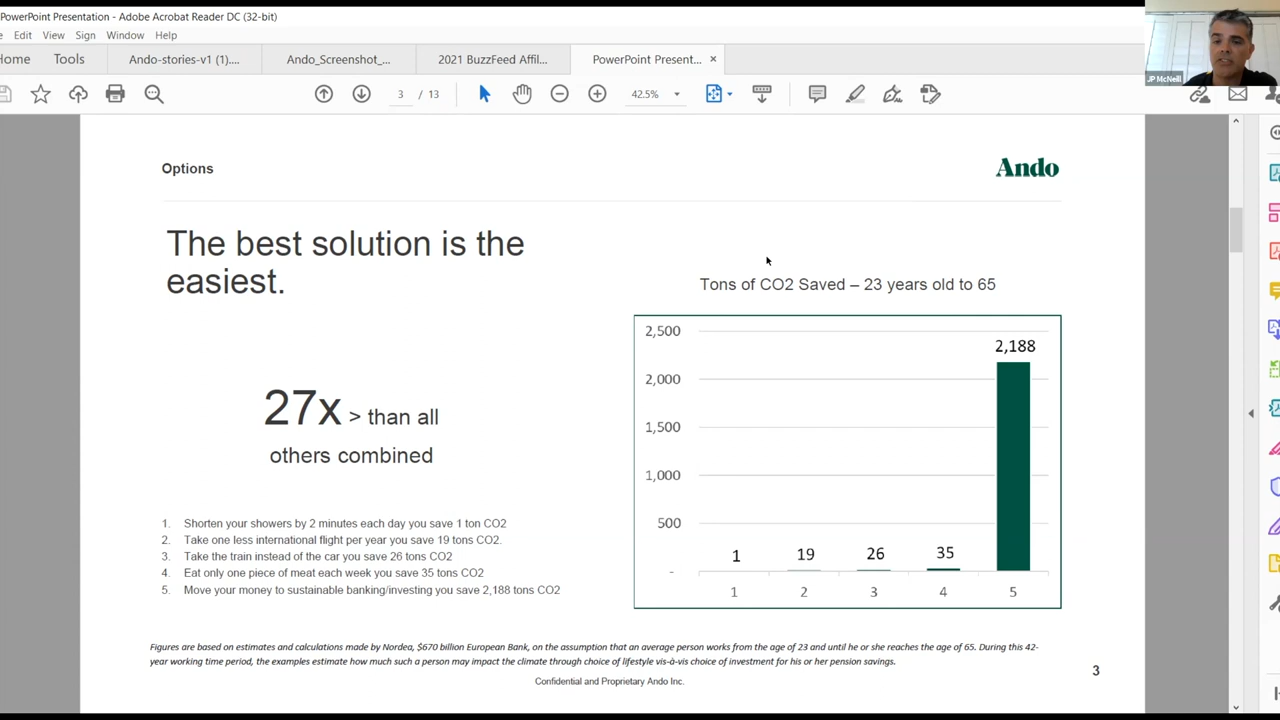 PowerPoint Presentation - Adobe Acrobat Reader DC (32-bit)
Edit View Sign Window Help
Home Tools Ando-stories-v1 (1).... Ando_Screenshot_... 2021 BuzzFeed Affil... PowerPoint Present... ×
3 / 13 42.5%
JP McNeill
Options
Ando
The best solution is the
easiest.
27x > than all
others combined
1. Shorten your showers by 2 minutes each day you save 1 ton CO2
2. Take one less international flight per year you save 19 tons CO2.
3. Take the train instead of the car you save 26 tons CO2
4. Eat only one piece of meat each week you save 35 tons CO2
5. Move your money to sustainable banking/investing you save 2,188 tons CO2
Tons of CO2 Saved – 23 years old to 65
2,500
2,188
2,000
1,500
1,000
500
1 19 26 35
-
1 2 3 4 5
Figures are based on estimates and calculations made by Nordea, $670 billion European Bank, on the assumption that an average person works from the age of 23 and until he or she reaches the age of 65. During this 42-
year working time period, the examples estimate how much such a person may impact the climate through choice of lifestyle vis-à-vis choice of investment for his or her pension savings.
Confidential and Proprietary Ando Inc.
3